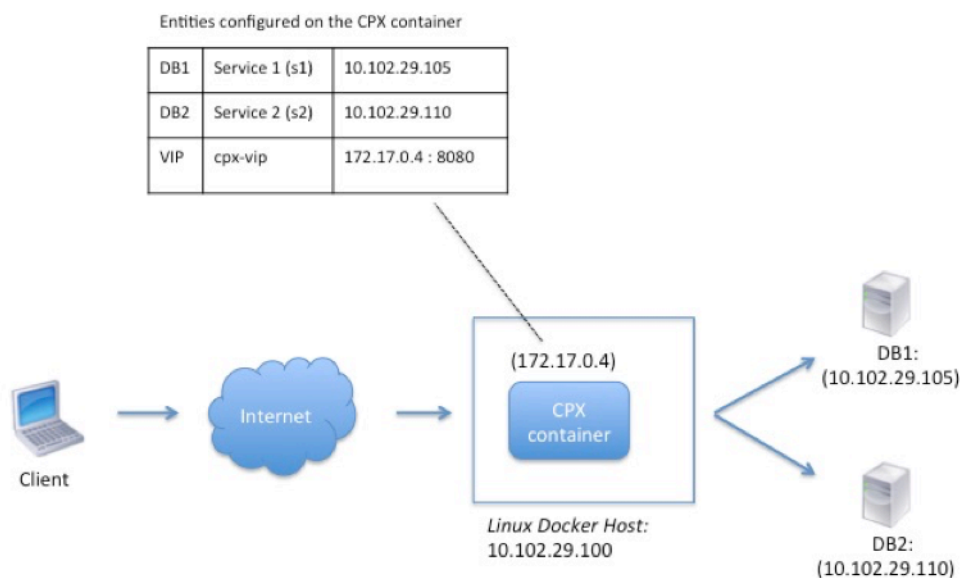 Entities configured on the CPX container
DB1 Service 1 (s1) 10.102.29.105
DB2 Service 2 (s2) 10.102.29.110
VIP cpx-vip 172.17.0.4 : 8080
(172.17.0.4)
CPX
container
Internet
Client
Linux Docker Host:
10.102.29.100
DB1:
(10.102.29.105)
DB2:
(10.102.29.110)